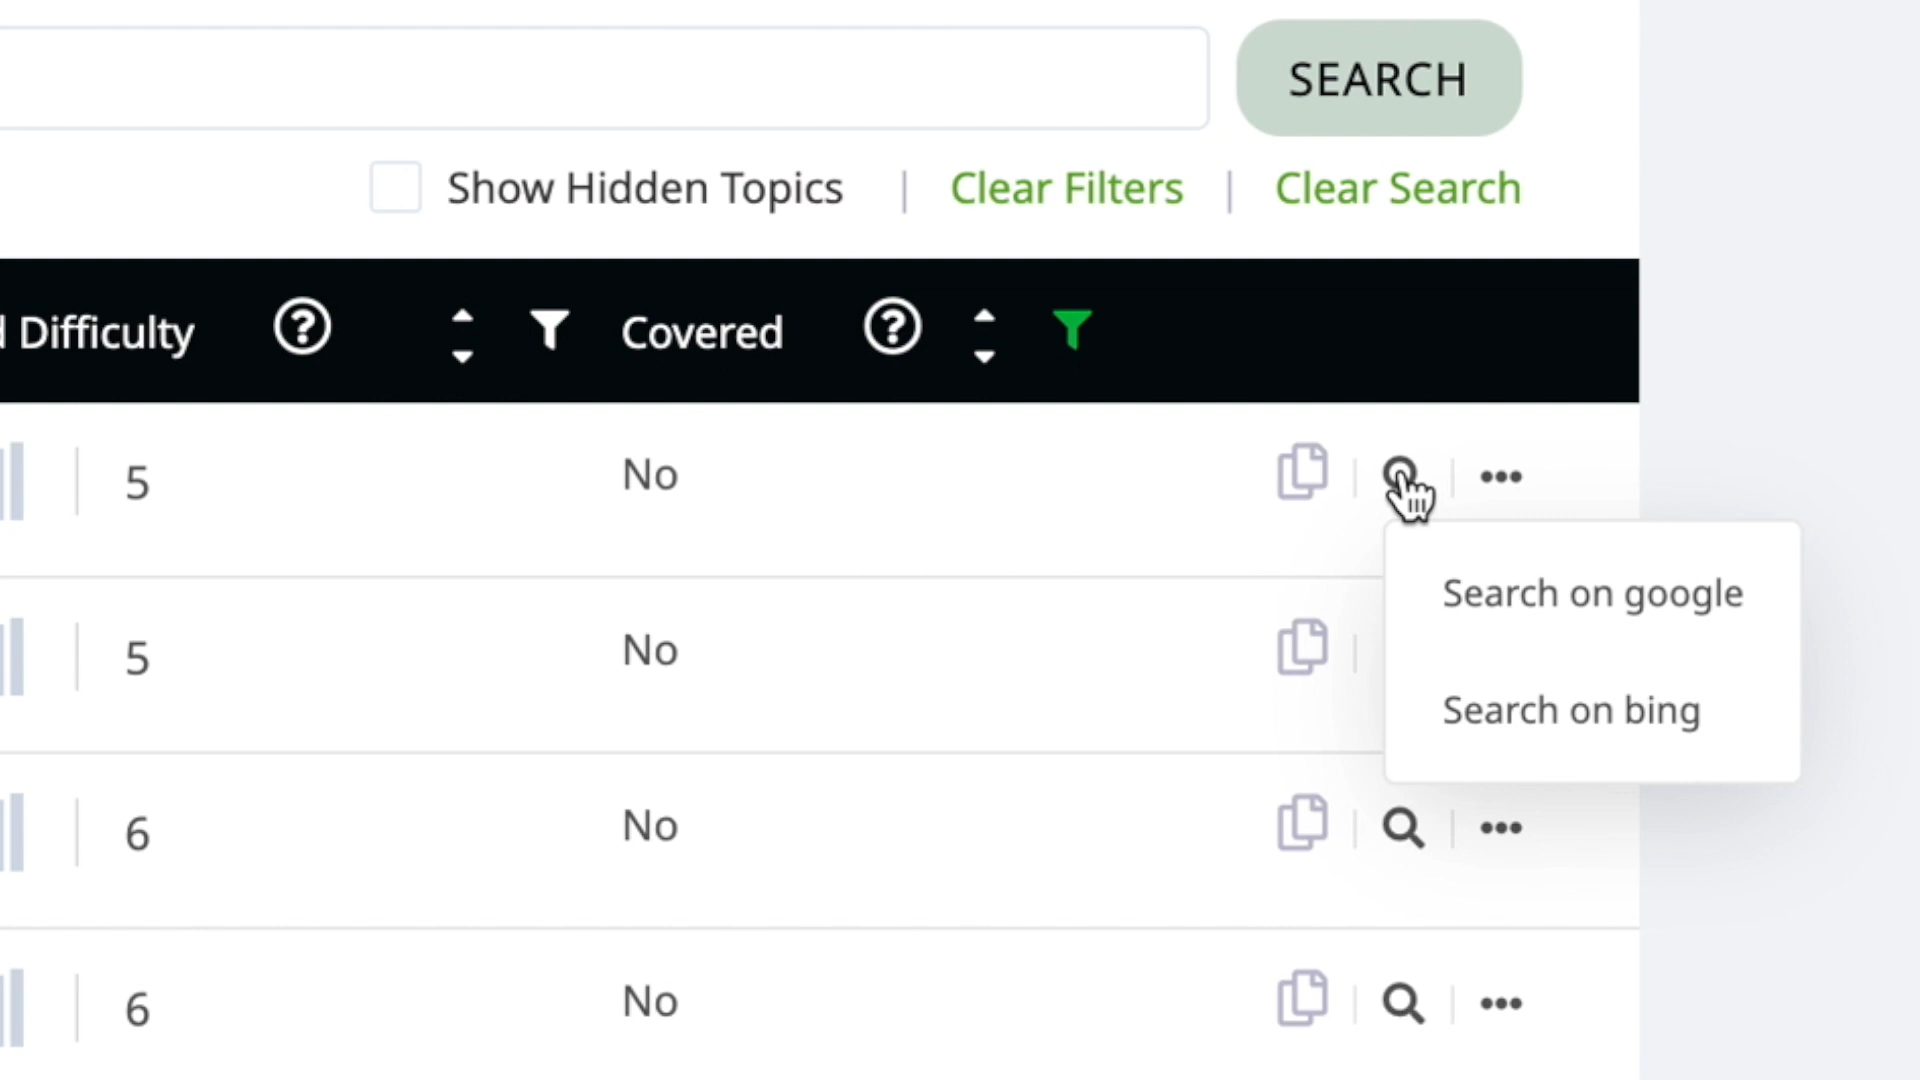 SEARCH
Show Hidden Topics | Clear Filters | Clear Search
Difficulty Covered
5 No
Search on google
5 No
Search on bing
6 No
6 No